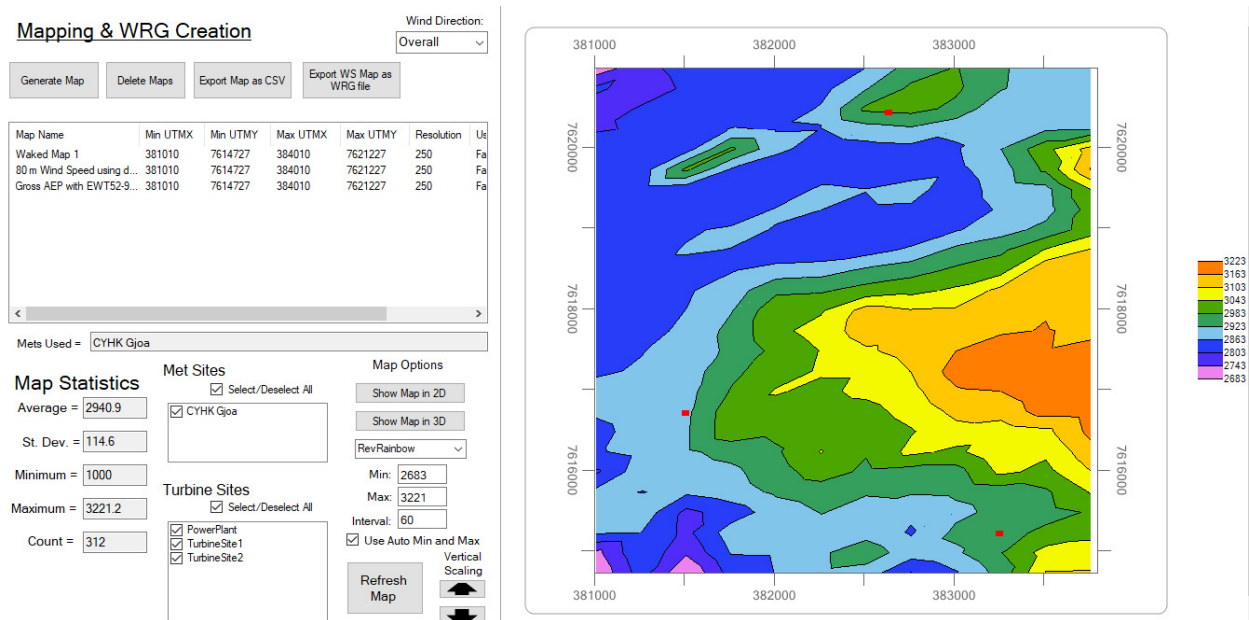 Mapping & WRG Creation
Wind Direction:
Overall
Generate Map
Delete Maps
Export Map as CSV
Export WS Map as
WRG file
Map Name Min UTMX Min UTMY Max UTMX Max UTMY Resolution Us
Waked Map 1 381010 7614727 384010 7621227 250 Fa
80 m Wind Speed using d... 381010 7614727 384010 7621227 250 Fa
Gross AEP with EWT52-9... 381010 7614727 384010 7621227 250 Fa
Mets Used = CYHK Gjoa
Map Statistics
Average = 2940.9
St. Dev. = 114.6
Minimum = 1000
Maximum = 3221.2
Count = 312
Met Sites
Select/Deselect All
CYHK Gjoa
Turbine Sites
Select/Deselect All
PowerPlant
TurbineSite1
TurbineSite2
Map Options
Show Map in 2D
Show Map in 3D
RevRainbow
Min: 2683
Max: 3221
Interval: 60
Use Auto Min and Max
Refresh
Map
Vertical
Scaling
381000 382000 383000
7620000 7620000
7618000 7618000
7616000 7616000
381000 382000 383000
3223
3163
3103
3043
2983
2923
2863
2803
2743
2683